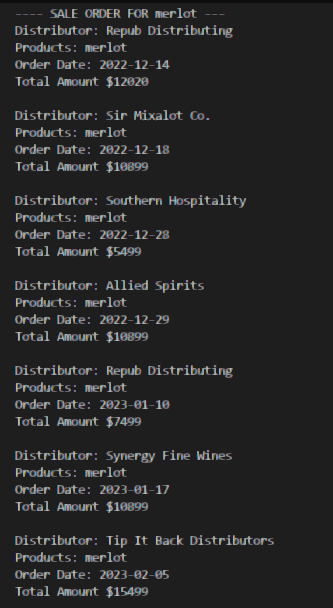 ---- SALE ORDER FOR merlot ---
Distributor: Repub Distributing
Products: merlot
Order Date: 2022-12-14
Total Amount $12020
Distributor: Sir Mixalot Co.
Products: merlot
Order Date: 2022-12-18
Total Amount $10899
Distributor: Southern Hospitality
Products: merlot
Order Date: 2022-12-28
Total Amount $5499
Distributor: Allied Spirits
Products: merlot
Order Date: 2022-12-29
Total Amount $10899
Distributor: Repub Distributing
Products: merlot
Order Date: 2023-01-10
Total Amount $7499
Distributor: Synergy Fine Wines
Products: merlot
Order Date: 2023-01-17
Total Amount $10899
Distributor: Tip It Back Distributors
Products: merlot
Order Date: 2023-02-05
Total Amount $15499